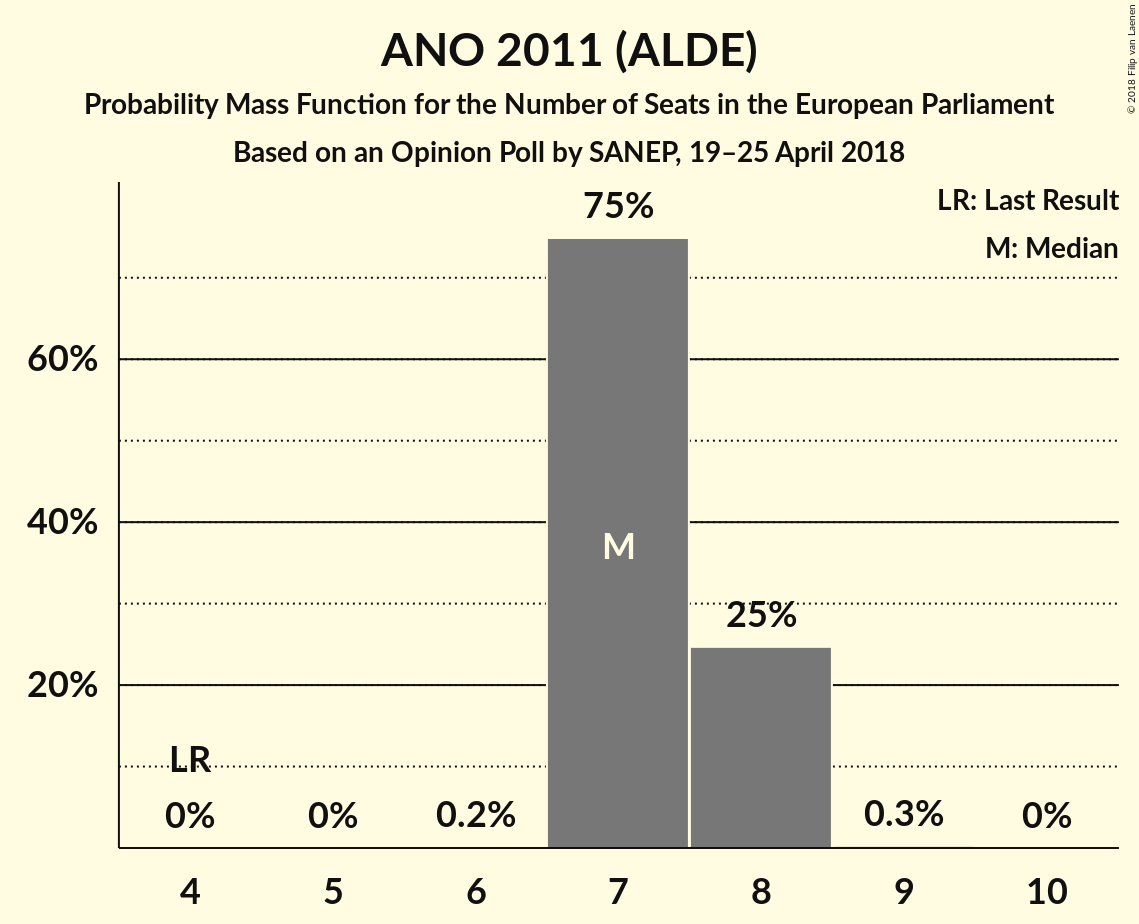 ANO 2011 (ALDE)
Probability Mass Function for the Number of Seats in the European Parliament
Based on an Opinion Poll by SANEP, 19–25 April 2018
© 2018 Filip van Laenen
LR: Last Result
M: Median
75%
60%
40%
M
25%
20%
LR
0%
0%
0.2%
0.3%
0%
4
5
6
7
8
9
10